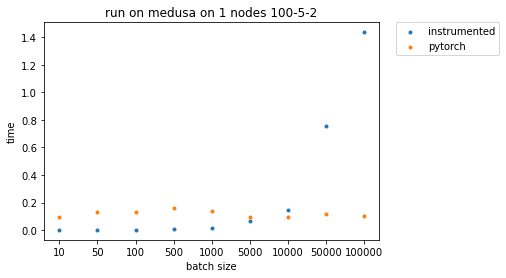 run on medusa on 1 nodes 100-5-2
instrumented
pytorch
time
1.4
1.2
1.0
0.8
0.6
0.4
0.2
0.0
10 50 100 500 1000 5000 10000 50000 100000
batch size